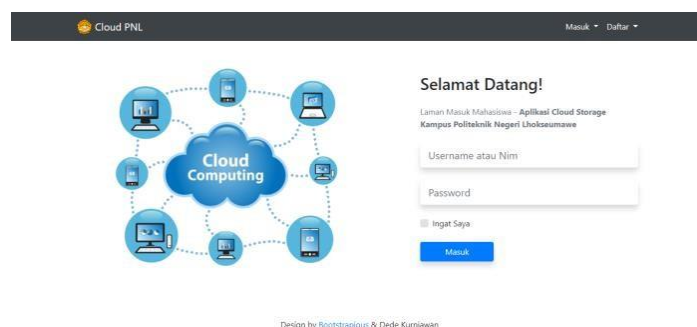 Cloud PNL
Masuk Daftar
Cloud
Computing
Selamat Datang!
Laman Masuk Mahasiswa - Aplikasi Cloud Storage
Kampus Politeknik Negeri Lhokseumawe
Username atau Nim
Password
Ingat Saya
Masuk
Design by Bootstrapious & Dede Kurniawan